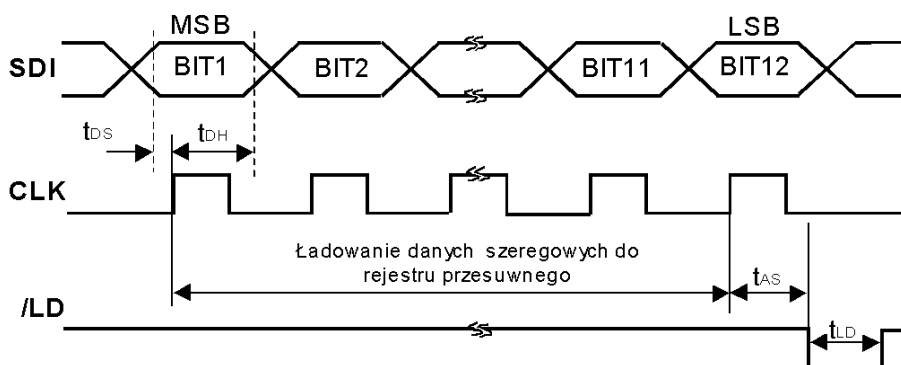 MSB LSB
SDI BIT1 BIT2 BIT11 BIT12
tDS tDH
CLK
Ładowanie danych szeregowych do
rejestru przesuwnego
tAS
/LD
tLD